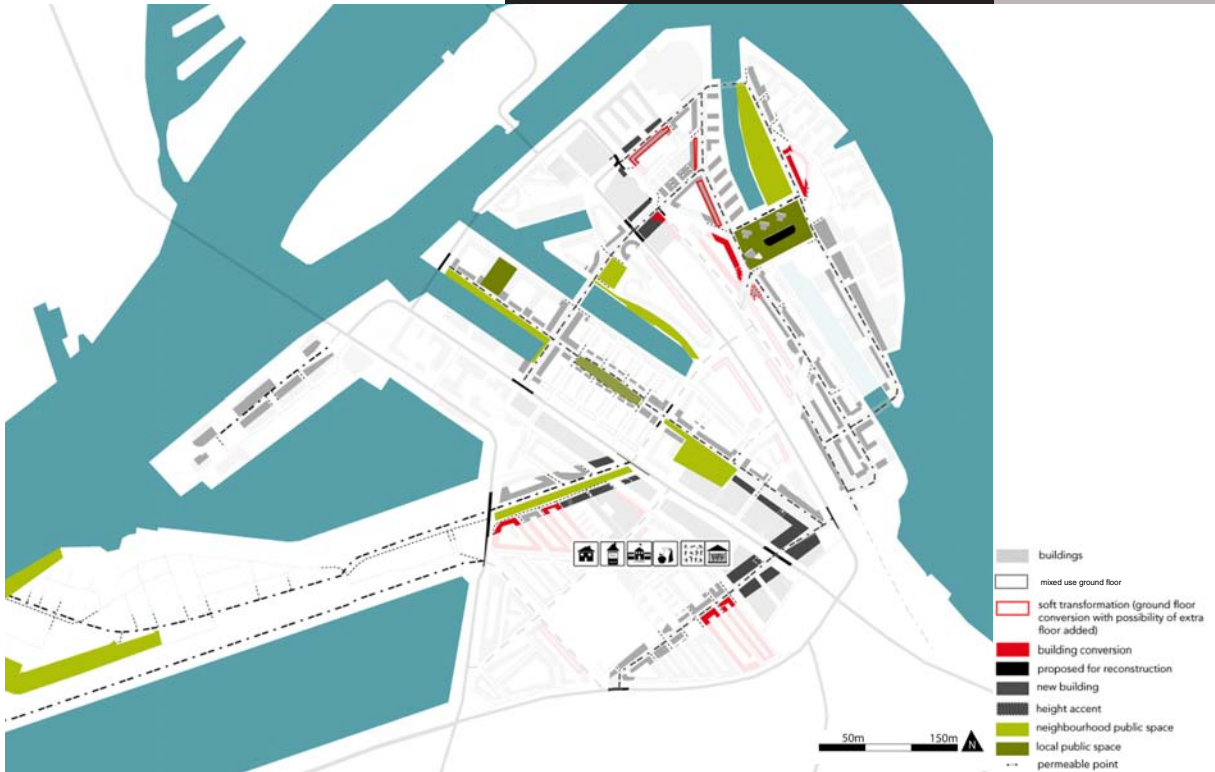 buildings
mixed use ground floor
soft transformation (ground floor
conversion with possibility of extra
floor added)
building conversion
proposed for reconstruction
new building
height accent
neighbourhood public space
local public space
permeable point
50m
150m
N